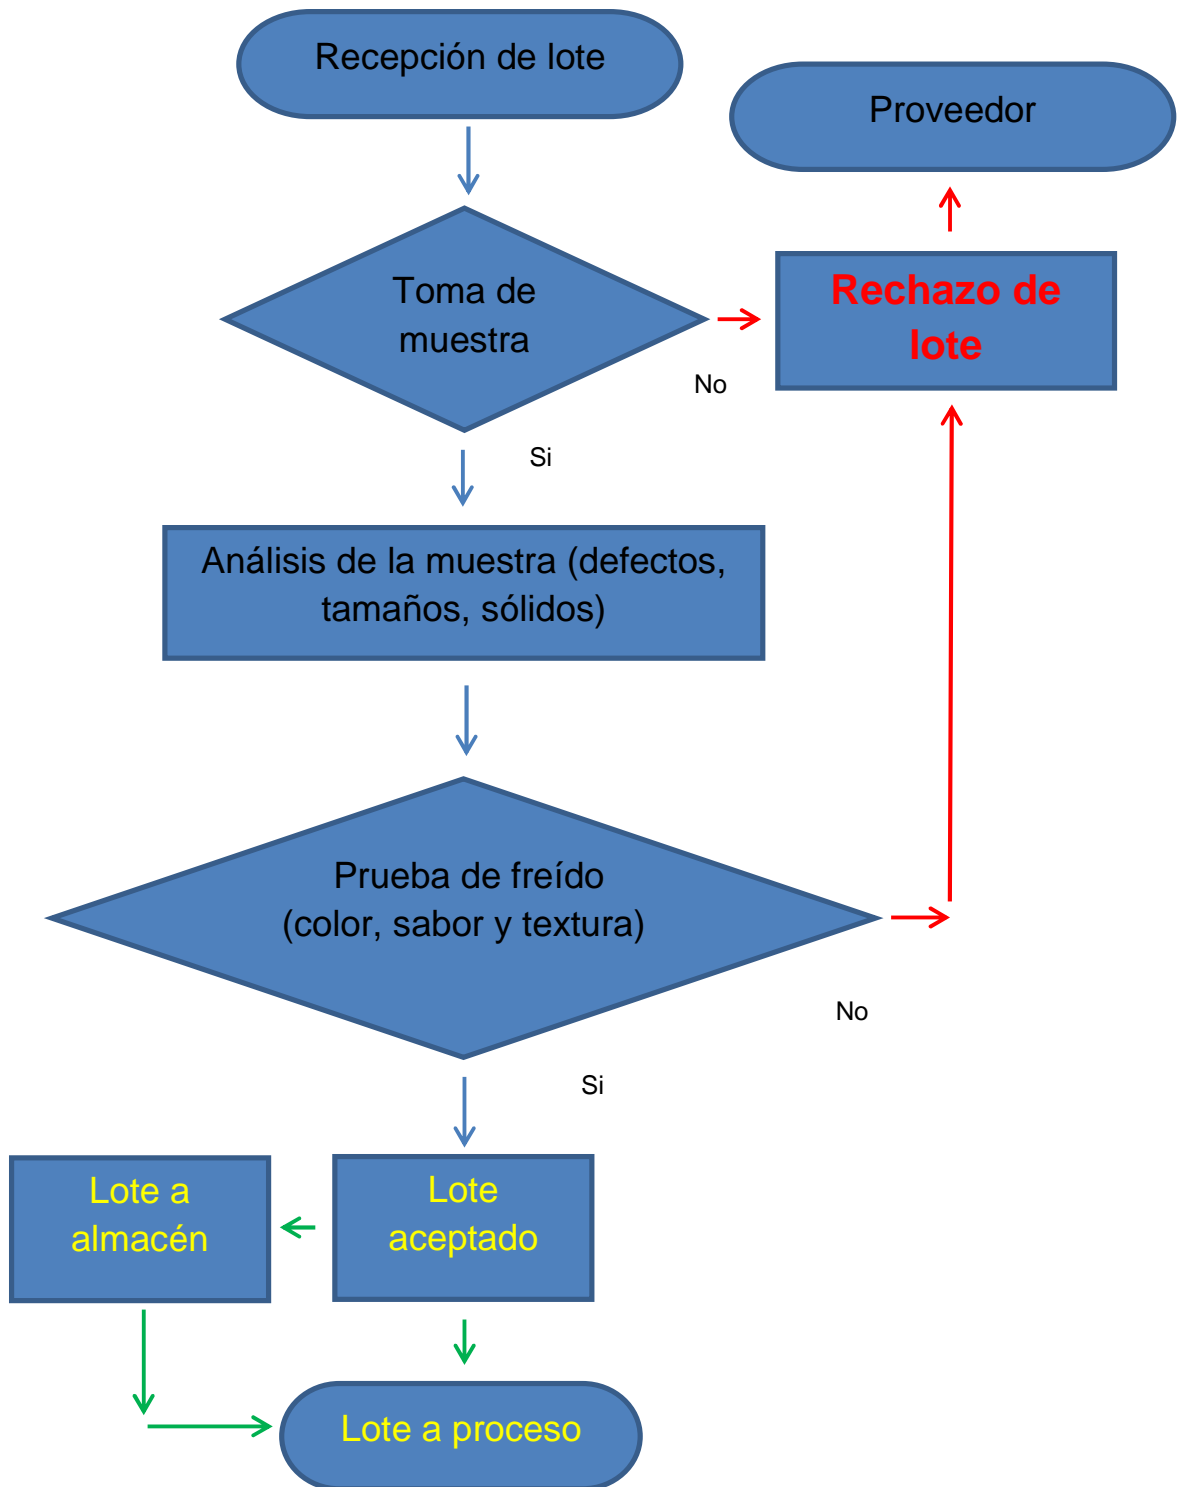 Recepción de lote
Proveedor
Toma de
muestra
Rechazo de
lote
No
Si
Análisis de la muestra (defectos,
tamaños, sólidos)
Prueba de freído
(color, sabor y textura)
No
Si
Lote a
almacén
Lote
aceptado
Lote a proceso